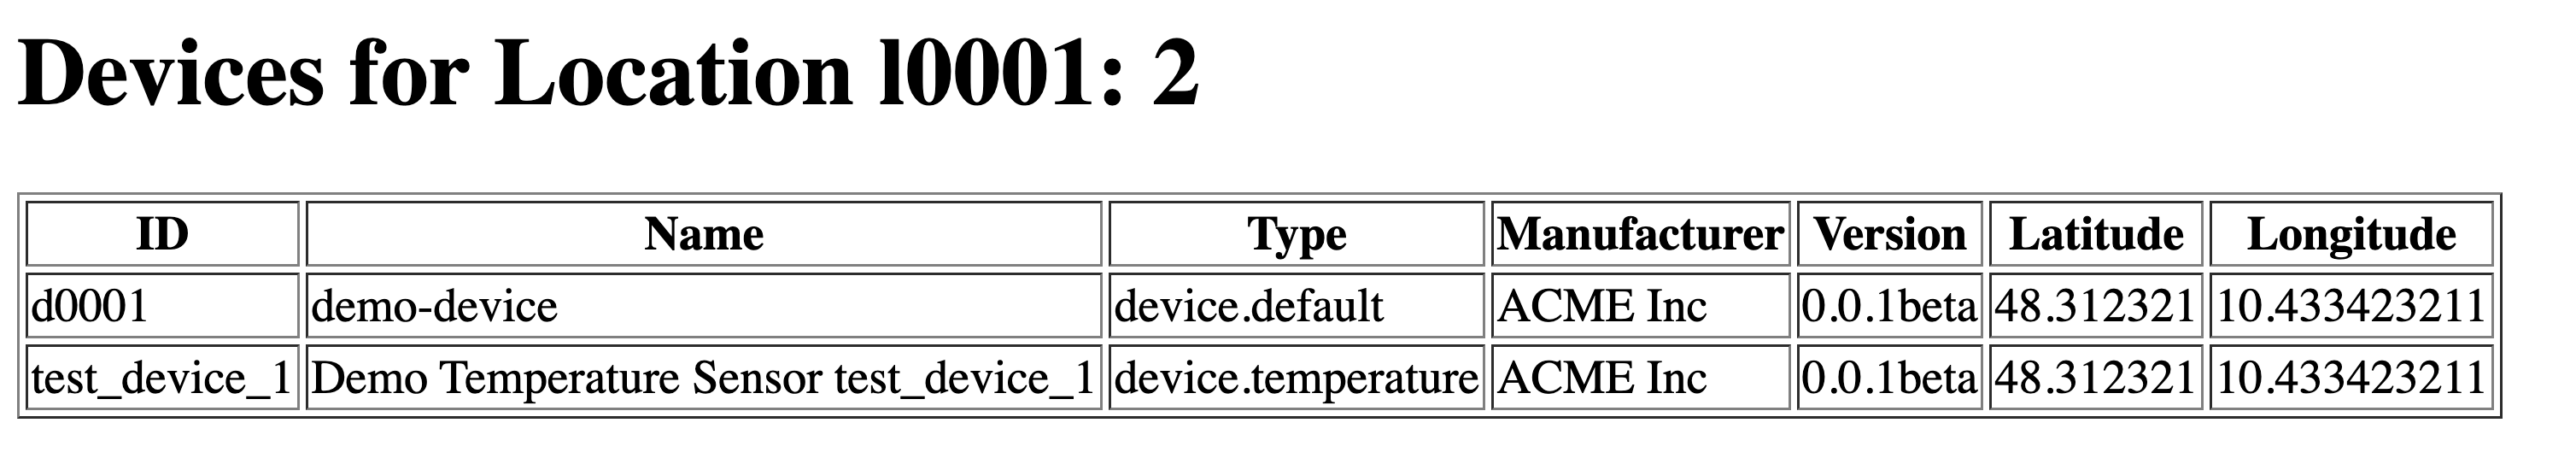 Devices for Location l0001: 2
ID Name Type Manufacturer Version Latitude Longitude
d0001 demo-device device.default ACME Inc 0.0.1beta 48.312321 10.433423211
test_device_1 Demo Temperature Sensor test_device_1 device.temperature ACME Inc 0.0.1beta 48.312321 10.433423211